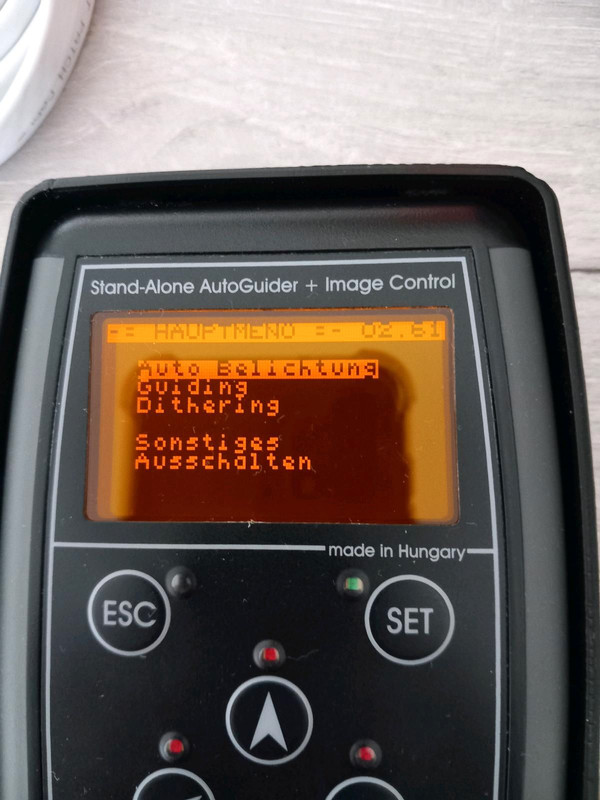 Stand-Alone AutoGuider + Image Control
-= HAUPTMENÜ =- 02.61
Auto Belichtung
Guiding
Dithering
Sonstiges
Ausschalten
made in Hungary
ESC
SET